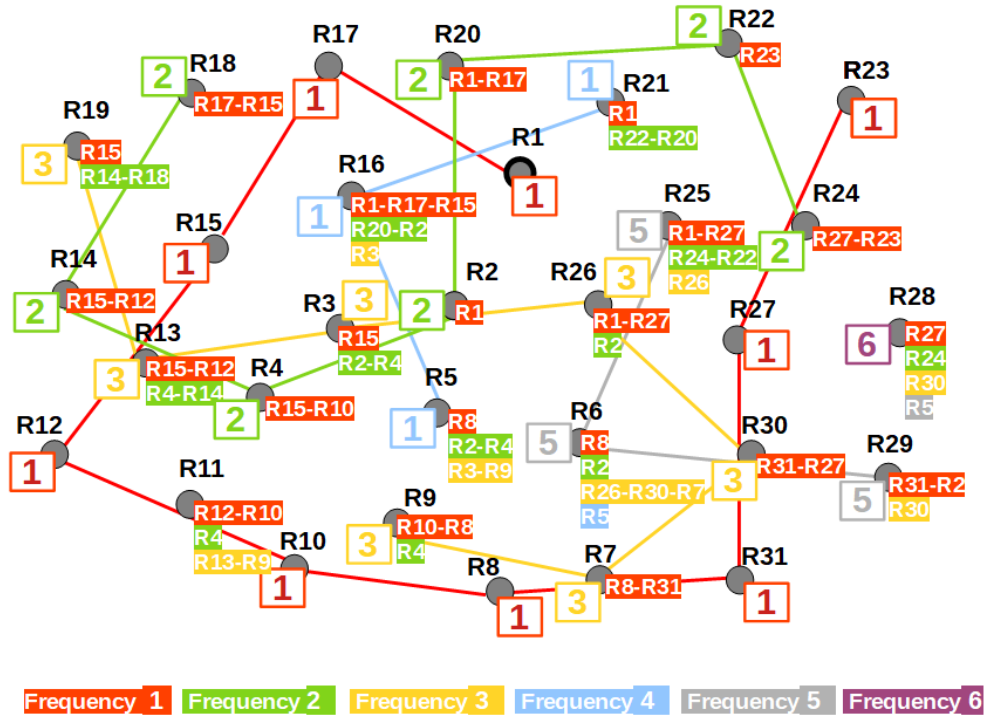 R22
2
R23
R20
2
R1-R17
R17
1
R18
2
R17-R15
R21
1
R1
R22-R20
R23
1
R19
3
R15
R14-R18
R1
1
R16
1
R1-R17-R15
R20-R2
R3
R25
5
R1-R27
R24-R22
R26
R24
2
R27-R23
R15
1
R14
2
R15-R12
R2
2
R1
R26
3
R1-R27
R2
R3
3
R15
R2-R4
R27
1
R28
6
R27
R24
R30
R5
R13
3
R15-R12
R4-R14
R4
2
R15-R10
R5
1
R8
R2-R4
R3-R9
R6
5
R8
R2
R26-R30-R7
R5
R12
1
R30
3
R31-R27
R29
5
R31-R2
R30
R11
R12-R10
R4
R13-R9
R9
3
R10-R8
R4
R10
1
R8
1
R7
3
R8-R31
R31
1
Frequency 1 Frequency 2 Frequency 3 Frequency 4 Frequency 5 Frequency 6